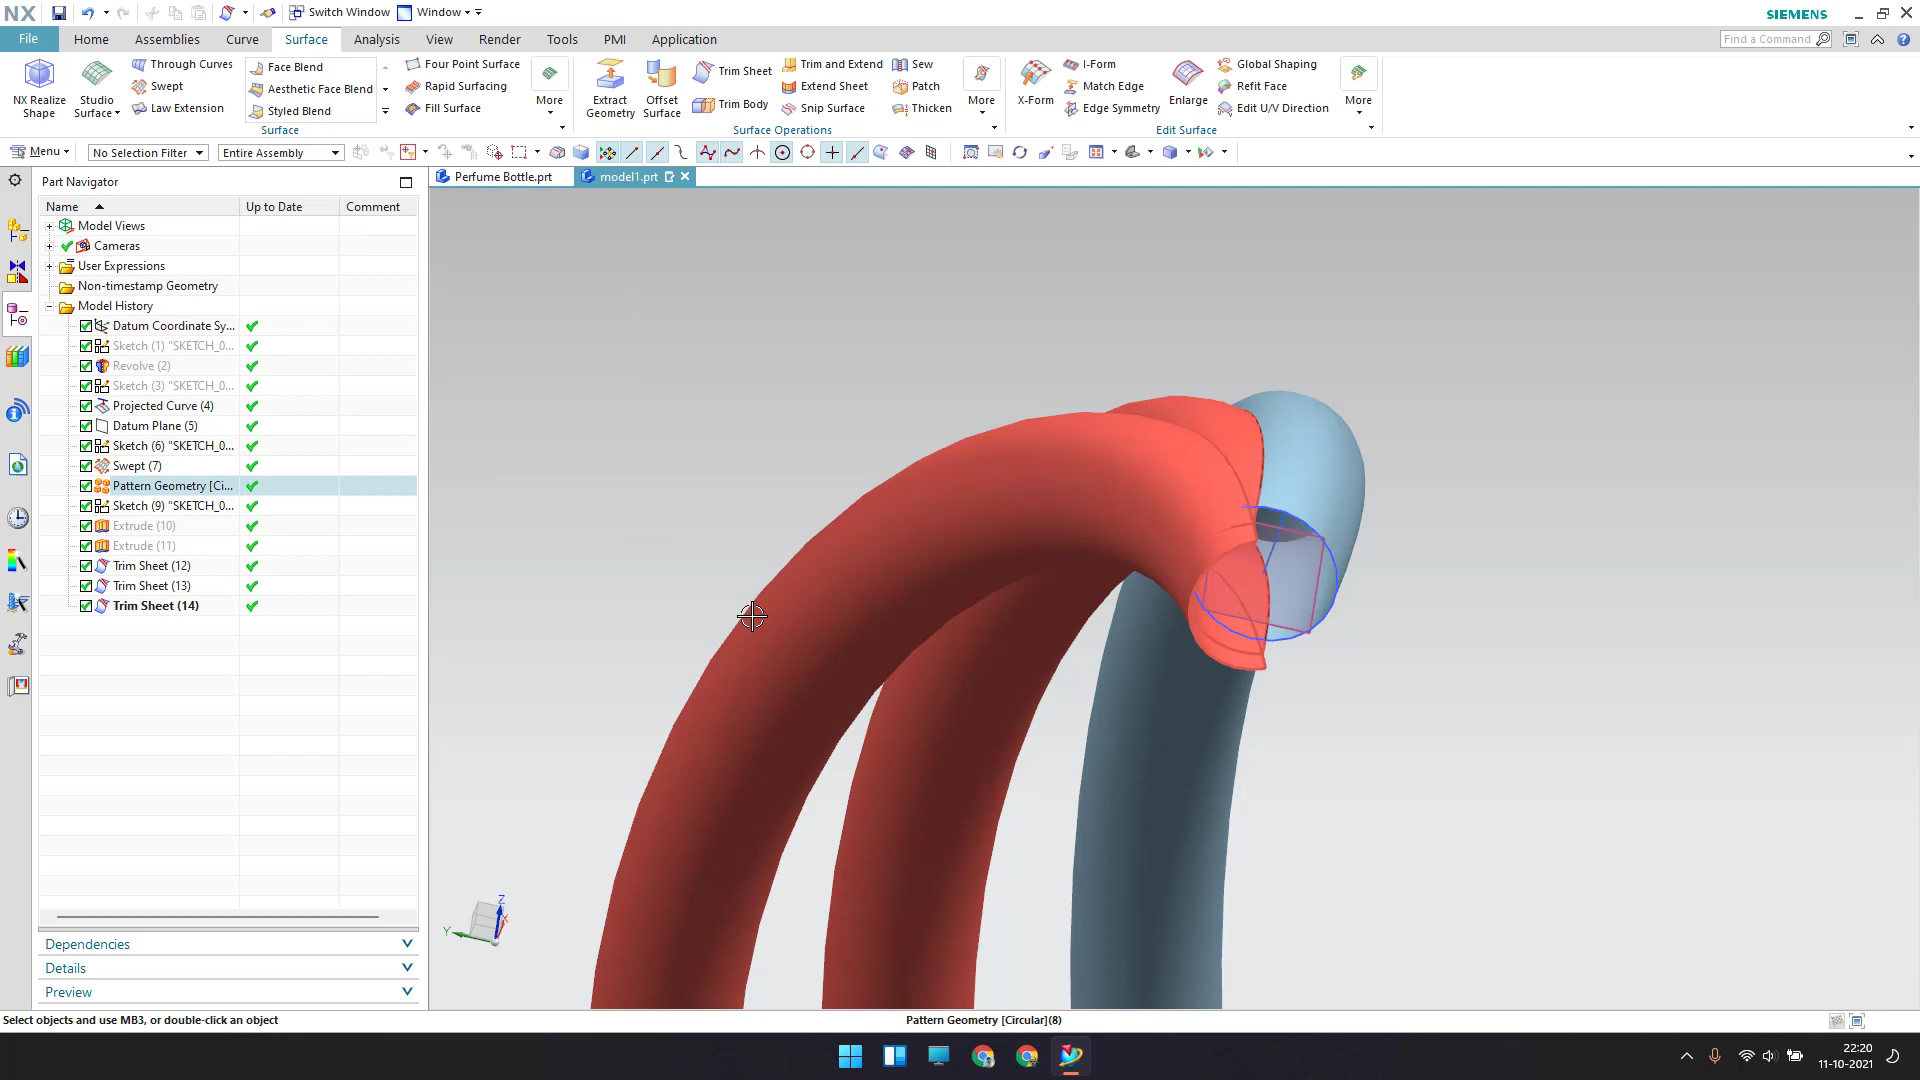 NX
Switch Window
Window
SIEMENS
File
Home
Assemblies
Curve
Surface
Analysis
View
Render
Tools
PMI
Application
Find a Command
NX Realize Shape
Studio Surface
Through Curves
Swept
Law Extension
Face Blend
Aesthetic Face Blend
Styled Blend
Four Point Surface
Rapid Surfacing
Fill Surface
More
Surface
Extract Geometry
Offset Surface
Trim Sheet
Trim Body
Trim and Extend
Extend Sheet
Snip Surface
Sew
Patch
Thicken
More
Surface Operations
X-Form
I-Form
Match Edge
Edge Symmetry
Enlarge
Global Shaping
Refit Face
Edit U/V Direction
More
Edit Surface
Menu
No Selection Filter
Entire Assembly
Part Navigator
Perfume Bottle.prt
model1.prt
Name
Up to Date
Comment
Model Views
Cameras
User Expressions
Non-timestamp Geometry
Model History
Datum Coordinate Sy...
Sketch (1) "SKETCH_0...
Revolve (2)
Sketch (3) "SKETCH_0...
Projected Curve (4)
Datum Plane (5)
Sketch (6) "SKETCH_0...
Swept (7)
Pattern Geometry [Ci...
Sketch (9) "SKETCH_0...
Extrude (10)
Extrude (11)
Trim Sheet (12)
Trim Sheet (13)
Trim Sheet (14)
Z
X
Y
Dependencies
Details
Preview
Select objects and use MB3, or double-click an object
Pattern Geometry [Circular](8)
22:20
11-10-2021